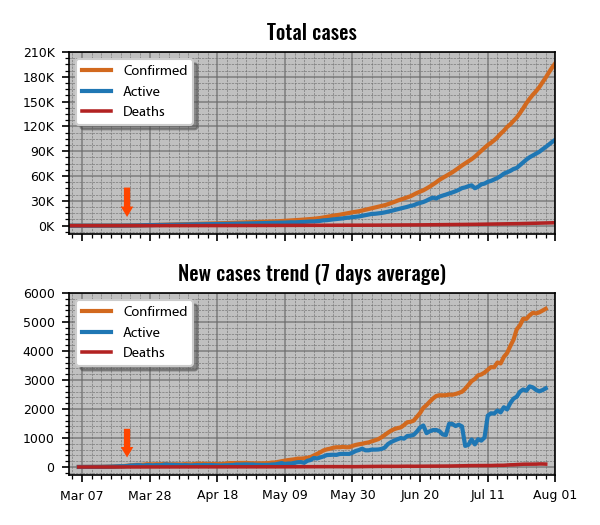 Total cases
210K
180K
150K
120K
90K
60K
30K
0K
Confirmed
Active
Deaths
New cases trend (7 days average)
6000
5000
4000
3000
2000
1000
0
Confirmed
Active
Deaths
Mar 07 Mar 28 Apr 18 May 09 May 30 Jun 20 Jul 11 Aug 01